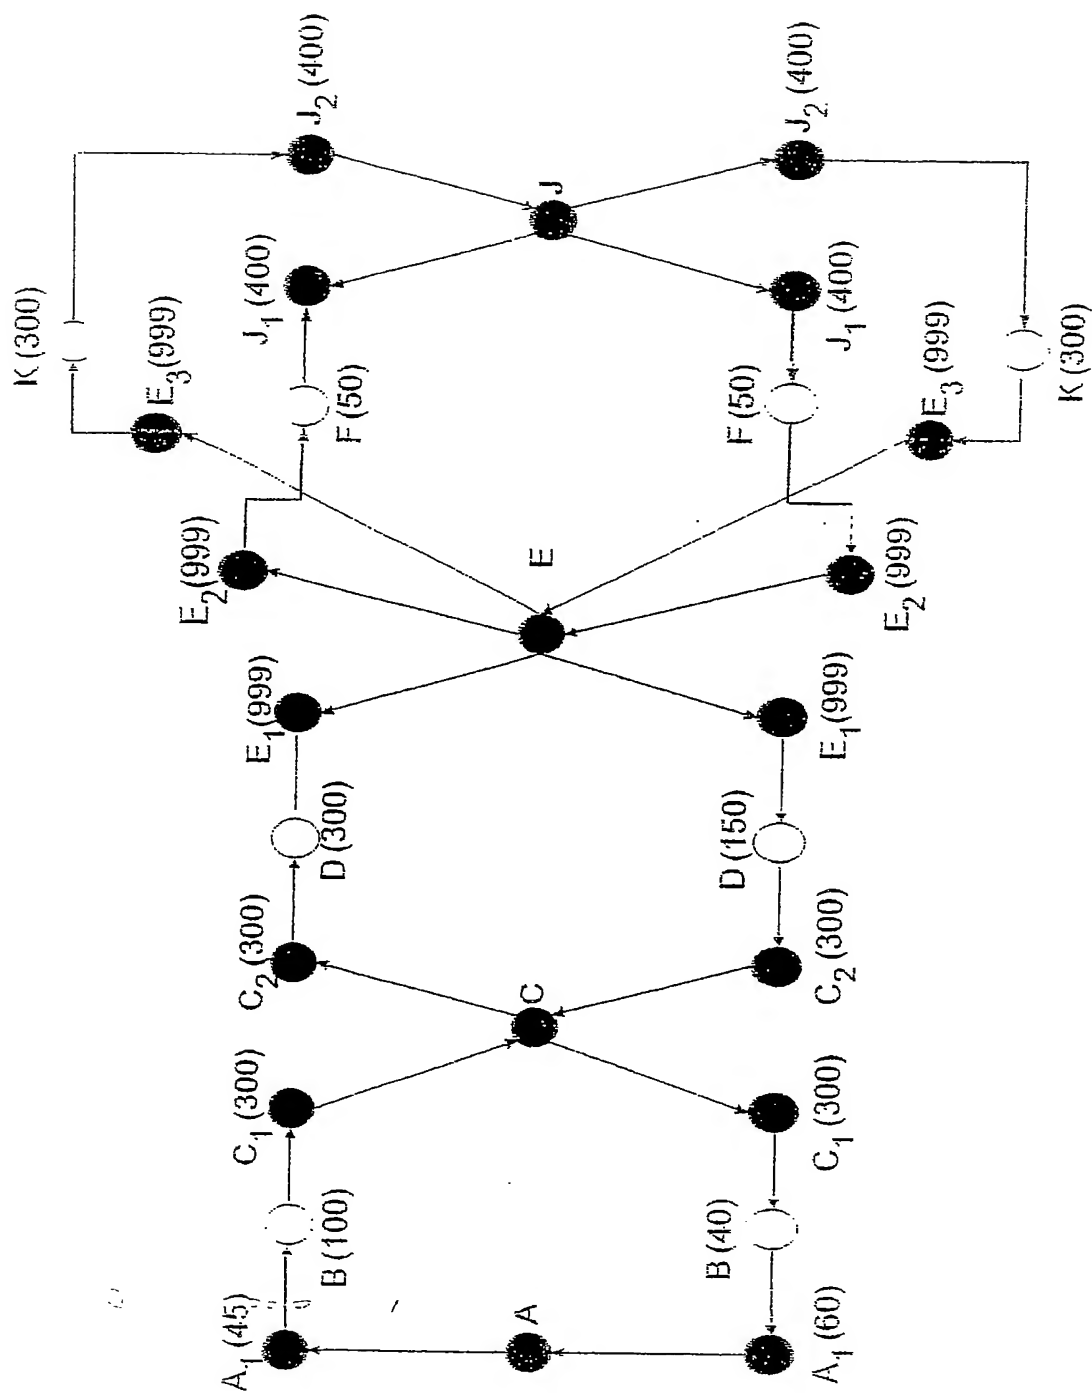 A₁ (45)
B (100)
C₁ (300)
C₂ (300)
D (300)
E₁ (999)
E₂ (999)
E₃ (999)
F (50)
K (300)
J₁ (400)
J₂ (400)
A
C
E
J
A₁ (60)
B (40)
C₁ (300)
C₂ (300)
D (150)
E₁ (999)
E₂ (999)
F (50)
E₃ (999)
J₁ (400)
J₂ (400)
K (300)